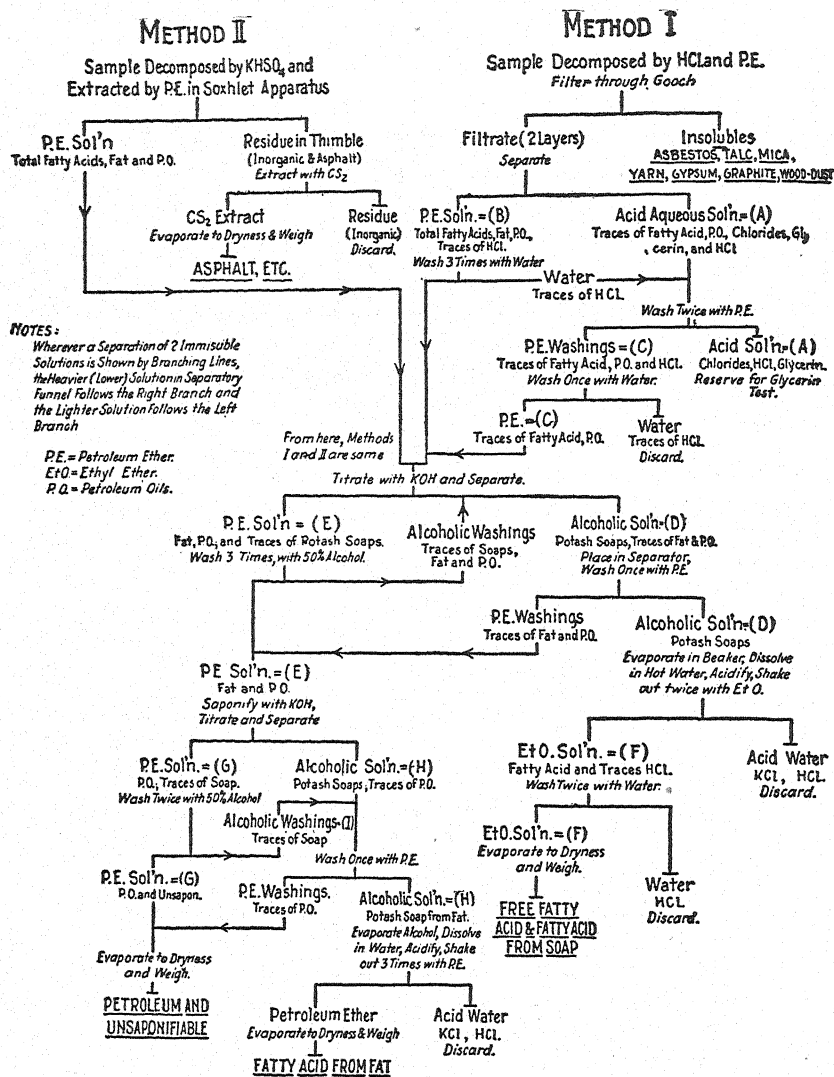 METHOD II
Sample Decomposed by KHSO₄ and
Extracted by P.E. in Soxhlet Apparatus
P.E. Sol'n
Total Fatty Acids, Fat and P.O.
Residue in Thimble
(Inorganic & Asphalt)
Extract with CS₂
CS₂ Extract
Evaporate to Dryness & Weigh
ASPHALT, ETC.
Residue
(Inorganic)
Discard.
METHOD I
Sample Decomposed by HCL and P.E.
Filter through Gooch
Filtrate (2 Layers)
Separate
Insolubles
ASBESTOS, TALC, MICA,
YARN, GYPSUM, GRAPHITE, WOOD-DUST
P.E. Sol'n. = (B)
Total Fatty Acids, Fat, P.O.,
Traces of HCl.
Wash 3 Times with Water
Acid Aqueous Sol'n. = (A)
Traces of Fatty Acid, P.O., Chlorides, Gly
cerin, and HCl
Water
Traces of HCl
Wash Twice with P.E.
P.E. Washings = (C)
Traces of Fatty Acid, P.O. and HCl.
Wash Once with Water.
Acid Sol'n. = (A)
Chlorides, HCl, Glycerin.
Reserve for Glycerin
Test.
P.E. = (C)
Traces of Fatty Acid, P.O.
Water
Traces of HCl
Discard.
NOTES:
Wherever a Separation of 2 Immisible
Solutions is Shown by Branching Lines,
the Heavier (Lower) Solution in Separatory
Funnel Follows the Right Branch and
the Lighter Solution Follows the Left
Branch
P.E. = Petroleum Ether.
EtO. = Ethyl Ether.
P.O. = Petroleum Oils.
From here, Methods
I and II are same
Titrate with KOH and Separate.
P.E. Sol'n = (E)
Fat, P.O., and Traces of Potash Soaps.
Wash 3 Times, with 50% Alcohol.
Alcoholic Washings
Traces of Soaps,
Fat and P.O.
Alcoholic Sol'n. = (D)
Potash Soaps, Traces of Fat & P.O.
Place in Separator,
Wash Once with P.E
P.E. Washings
Traces of Fat and P.O.
Alcoholic Sol'n. = (D)
Potash Soaps
Evaporate in Beaker, Dissolve
in Hot Water, Acidify, Shake
out twice with Et O.
P.E Sol'n. = (E)
Fat and P.O.
Saponify with KOH,
Titrate and Separate
P.E. Sol'n. = (G)
P.O., Traces of Soap.
Wash Twice with 50% Alcohol
Alcoholic Sol'n. = (H)
Potash Soaps, Traces of P.O.
Alcoholic Washings - (I)
Traces of Soap
Wash Once with P.E.
EtO. Sol'n. = (F)
Fatty Acid and Traces HCL.
Wash Twice with Water.
Acid Water
KCl, HCL.
Discard.
EtO. Sol'n. = (F)
Evaporate to Dryness
and Weigh.
FREE FATTY
ACID & FATTY ACID
FROM SOAP
Water
HCL
Discard.
P.E. Sol'n. = (G)
P.O. and Unsapon.
P.E. Washings.
Traces of P.O.
Alcoholic Sol'n. = (H)
Potash Soap from Fat.
Evaporate Alcohol, Dissolve
in Water, Acidify, Shake
out 3 Times with P.E.
Evaporate to Dryness
and Weigh.
PETROLEUM AND
UNSAPONIFIABLE
Petroleum Ether
Evaporate to Dryness & Weigh
FATTY ACID FROM FAT
Acid Water
KCl, HCl.
Discard.